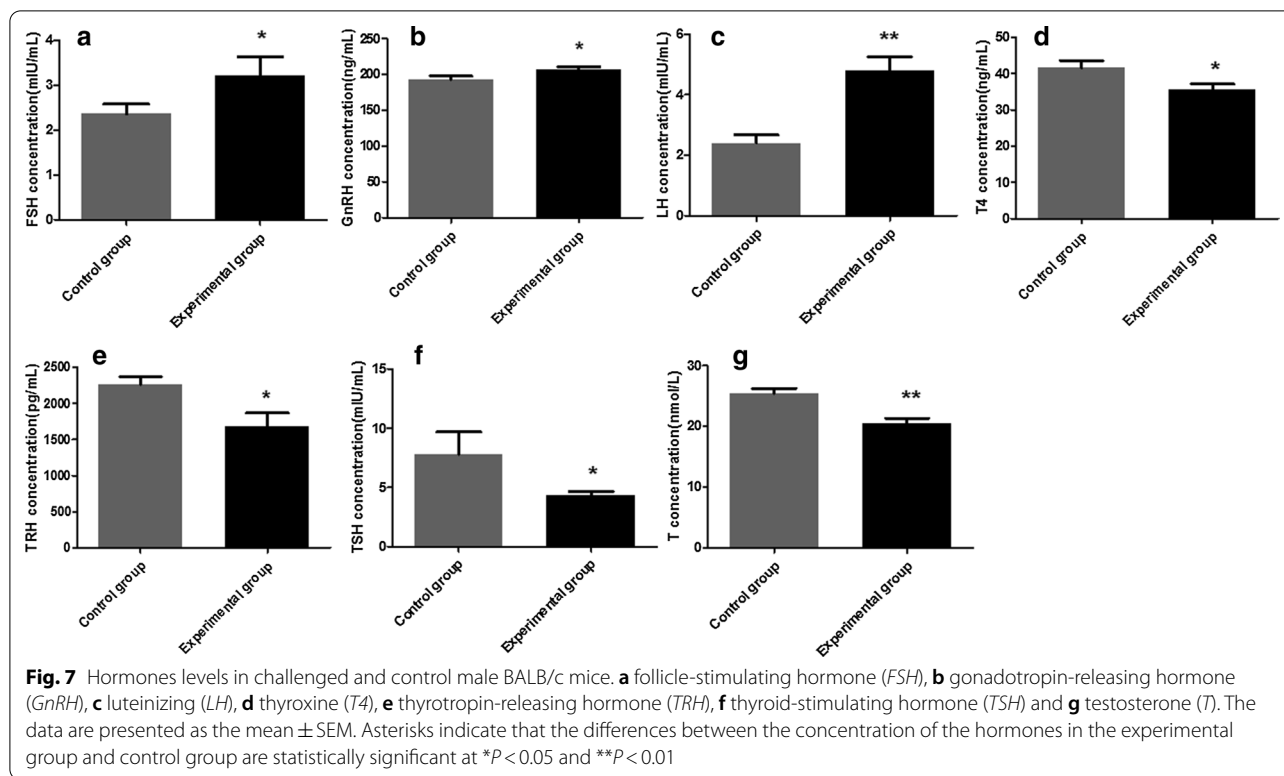 a
FSH concentration(mIU/mL)
4
3
2
1
0
*
Control group
Experimental group
b
GnRH concentration(ng/mL)
250
200
150
100
50
0
*
Control group
Experimental group
c
LH concentration(mIU/mL)
6
4
2
0
**
Control group
Experimental group
d
T4 concentration(ng/mL)
50
40
30
20
10
0
*
Control group
Experimental group
e
TRH concentration(pg/mL)
2500
2000
1500
1000
500
0
*
Control group
Experimental group
f
TSH concentration(mIU/mL)
15
10
5
0
*
Control group
Experimental group
g
T concentration(nmol/L)
30
20
10
0
**
Control group
Experimental group
Fig. 7 Hormones levels in challenged and control male BALB/c mice. a follicle-stimulating hormone (FSH), b gonadotropin-releasing hormone
(GnRH), c luteinizing (LH), d thyroxine (T4), e thyrotropin-releasing hormone (TRH), f thyroid-stimulating hormone (TSH) and g testosterone (T). The
data are presented as the mean ± SEM. Asterisks indicate that the differences between the concentration of the hormones in the experimental
group and control group are statistically significant at *P < 0.05 and **P < 0.01